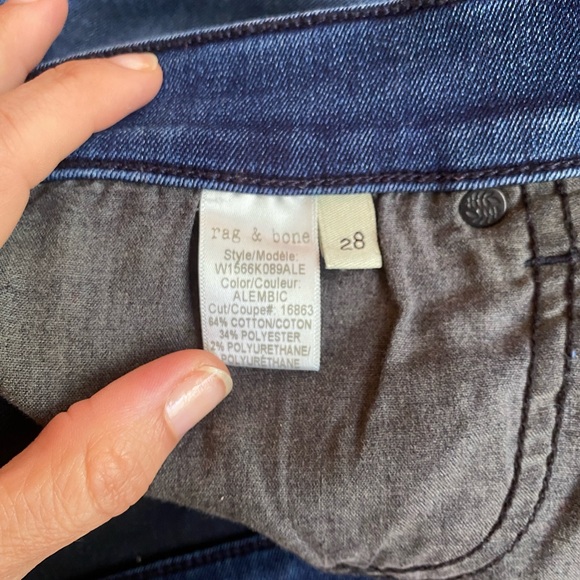 rag & bone
Style/Modèle:
W1566K089ALE
Color/Couleur:
ALEMBIC
Cut/Coupe#: 16863
64% COTTON/COTON
34% POLYESTER
2% POLYURETHANE/
POLYURÉTHANE
28